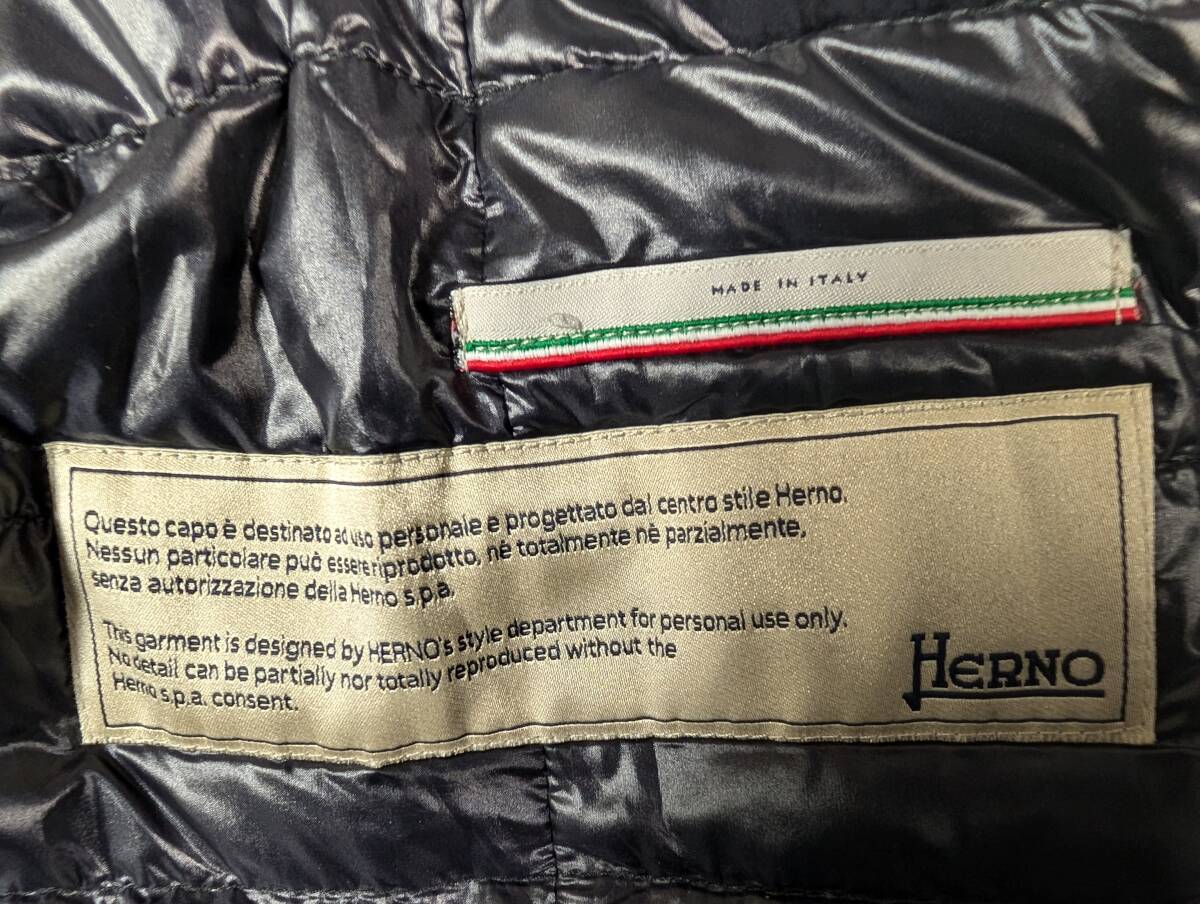 MADE IN ITALY
Questo capo è destinato ad uso personale e progettato dal centro stile Herno.
Nessun particolare può essere riprodotto, nè totalmente nè parzialmente,
senza autorizzazione della Herno s.p.a.
This garment is designed by HERNO's style department for personal use only.
No detail can be partially nor totally reproduced without the
Herno s.p.a. consent.
HERNO